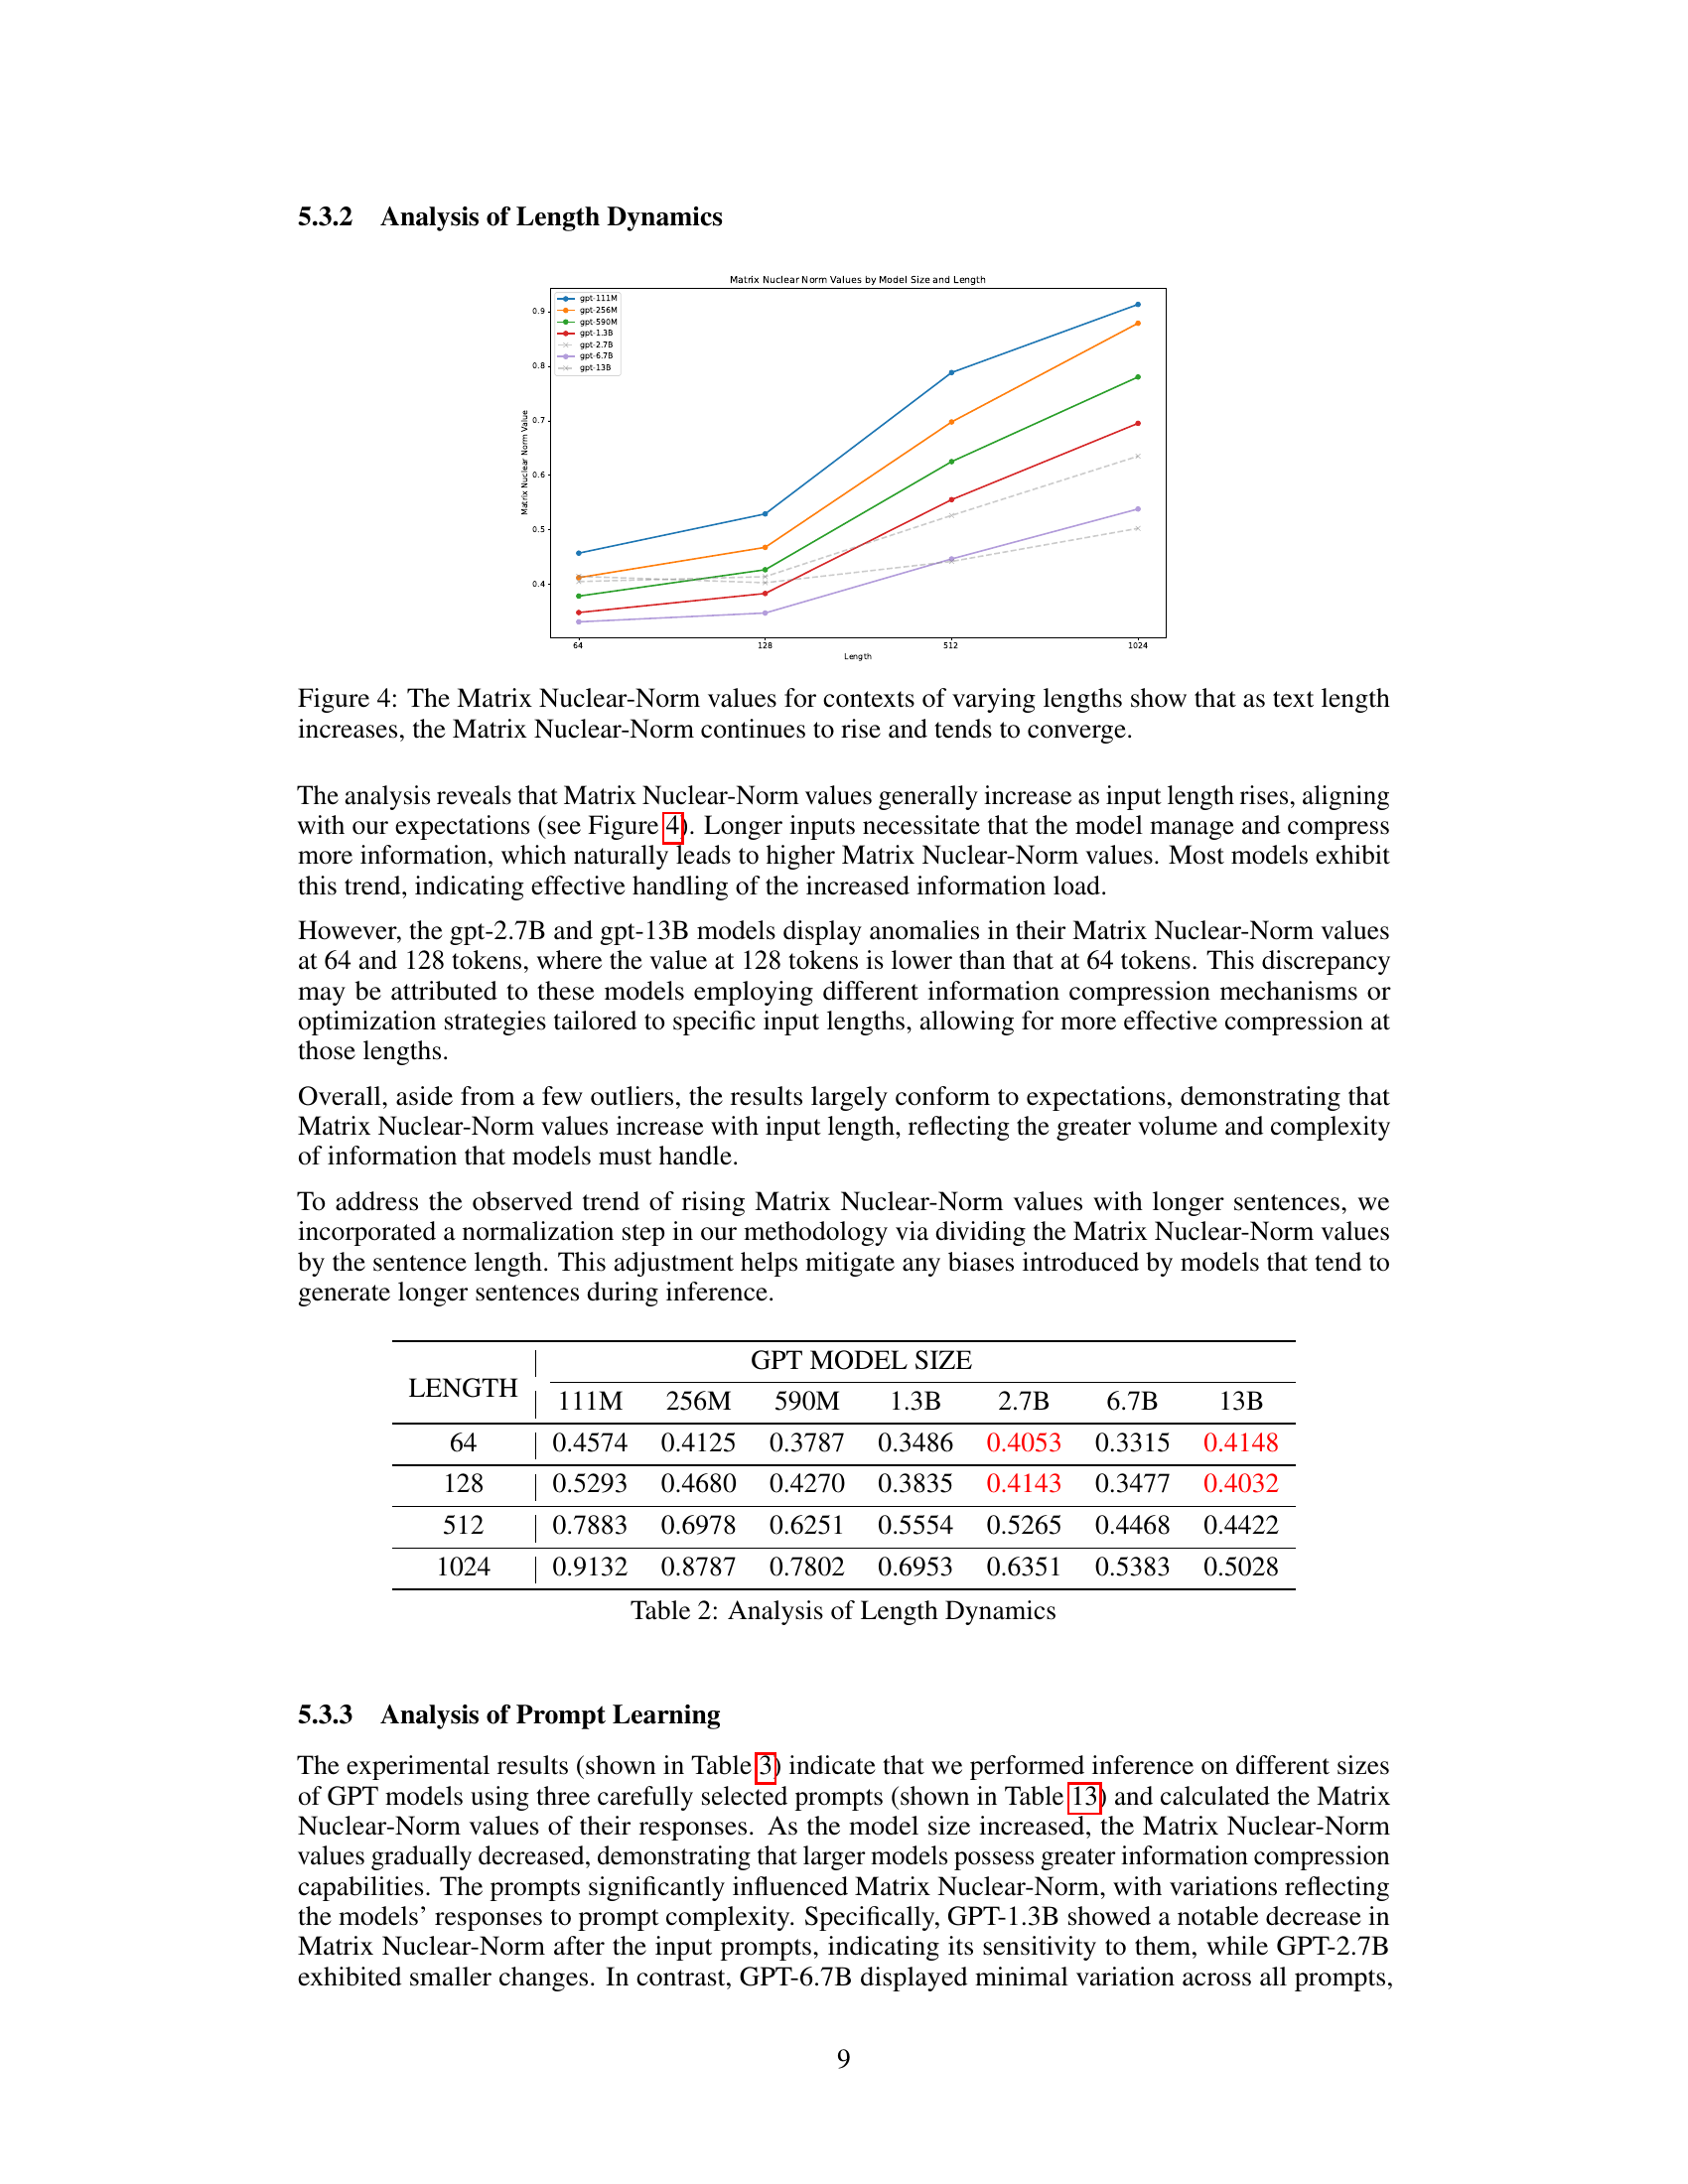 5.3.2 Analysis of Length Dynamics
Matrix Nuclear Norm Values by Model Size and Length
gpt-111M
gpt-256M
gpt-590M
gpt-1.3B
gpt-2.7B
gpt-6.7B
gpt-13B
0.9
0.8
0.7
0.6
0.5
0.4
Matrix Nuclear Norm Value
64 128 512 1024
Length
Figure 4: The Matrix Nuclear-Norm values for contexts of varying lengths show that as text length
increases, the Matrix Nuclear-Norm continues to rise and tends to converge.
The analysis reveals that Matrix Nuclear-Norm values generally increase as input length rises, aligning
with our expectations (see Figure 4). Longer inputs necessitate that the model manage and compress
more information, which naturally leads to higher Matrix Nuclear-Norm values. Most models exhibit
this trend, indicating effective handling of the increased information load.
However, the gpt-2.7B and gpt-13B models display anomalies in their Matrix Nuclear-Norm values
at 64 and 128 tokens, where the value at 128 tokens is lower than that at 64 tokens. This discrepancy
may be attributed to these models employing different information compression mechanisms or
optimization strategies tailored to specific input lengths, allowing for more effective compression at
those lengths.
Overall, aside from a few outliers, the results largely conform to expectations, demonstrating that
Matrix Nuclear-Norm values increase with input length, reflecting the greater volume and complexity
of information that models must handle.
To address the observed trend of rising Matrix Nuclear-Norm values with longer sentences, we
incorporated a normalization step in our methodology via dividing the Matrix Nuclear-Norm values
by the sentence length. This adjustment helps mitigate any biases introduced by models that tend to
generate longer sentences during inference.
LENGTH GPT MODEL SIZE
111M 256M 590M 1.3B 2.7B 6.7B 13B
64 0.4574 0.4125 0.3787 0.3486 0.4053 0.3315 0.4148
128 0.5293 0.4680 0.4270 0.3835 0.4143 0.3477 0.4032
512 0.7883 0.6978 0.6251 0.5554 0.5265 0.4468 0.4422
1024 0.9132 0.8787 0.7802 0.6953 0.6351 0.5383 0.5028
Table 2: Analysis of Length Dynamics
5.3.3 Analysis of Prompt Learning
The experimental results (shown in Table 3) indicate that we performed inference on different sizes
of GPT models using three carefully selected prompts (shown in Table 13) and calculated the Matrix
Nuclear-Norm values of their responses. As the model size increased, the Matrix Nuclear-Norm
values gradually decreased, demonstrating that larger models possess greater information compression
capabilities. The prompts significantly influenced Matrix Nuclear-Norm, with variations reflecting
the models' responses to prompt complexity. Specifically, GPT-1.3B showed a notable decrease in
Matrix Nuclear-Norm after the input prompts, indicating its sensitivity to them, while GPT-2.7B
exhibited smaller changes. In contrast, GPT-6.7B displayed minimal variation across all prompts,
9